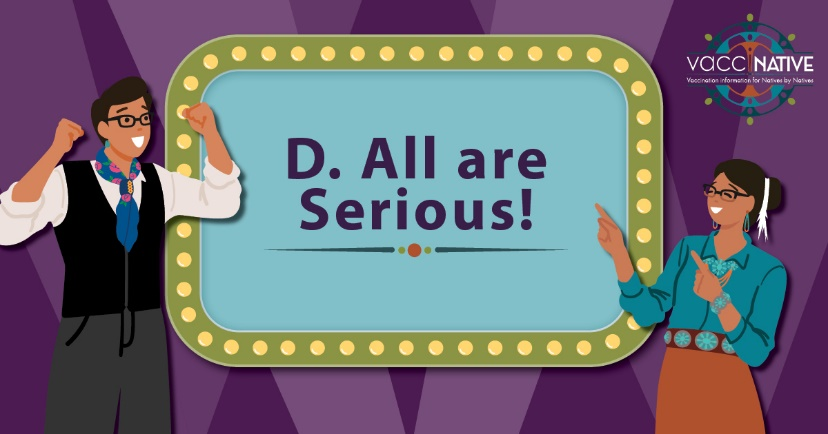 VACCINATIVE
Vaccination Information for Natives by Natives
D. All are
Serious!